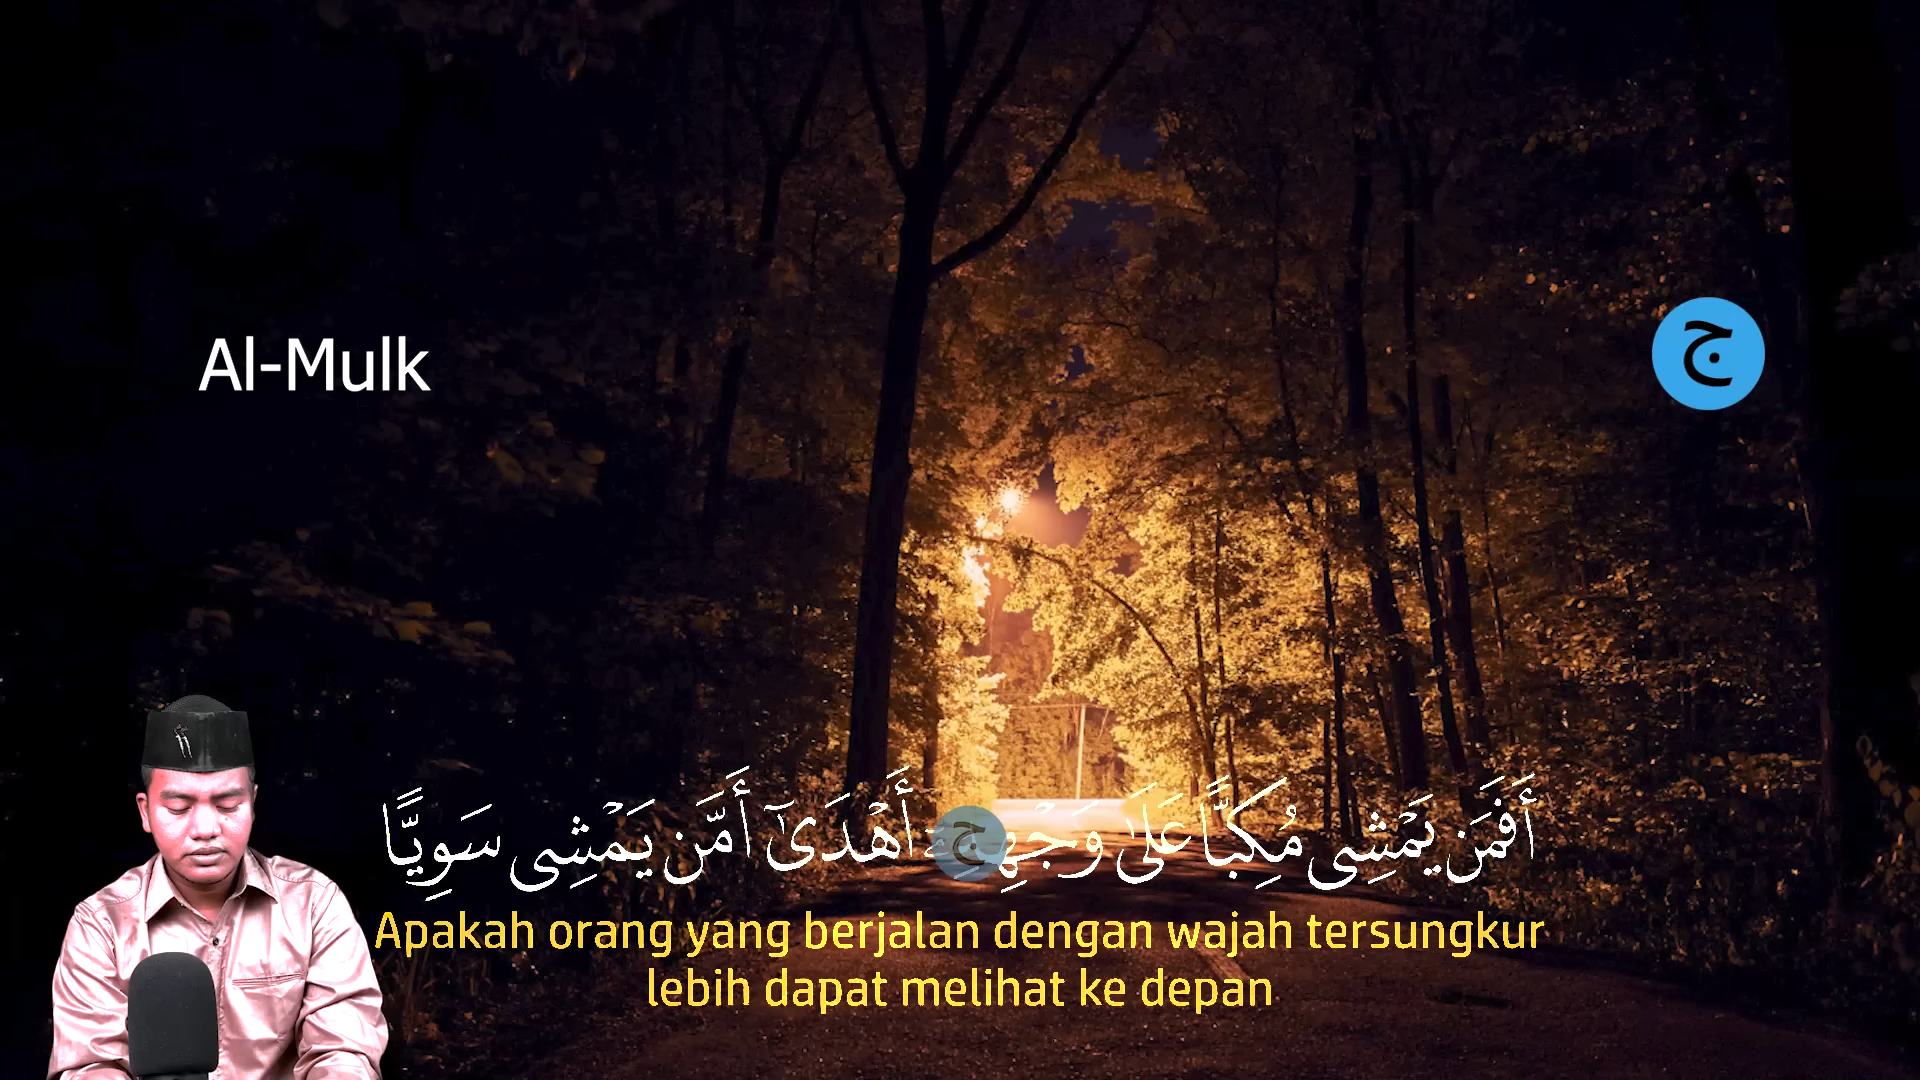 Al-Mulk
ج
أَفَمَن يَمْشِى مُكِبًّا عَلَىٰ وَجْهِهِۦٓ أَهْدَىٰٓ أَمَّن يَمْشِى سَوِيًّا
ج
Apakah orang yang berjalan dengan wajah tersungkur
lebih dapat melihat ke depan